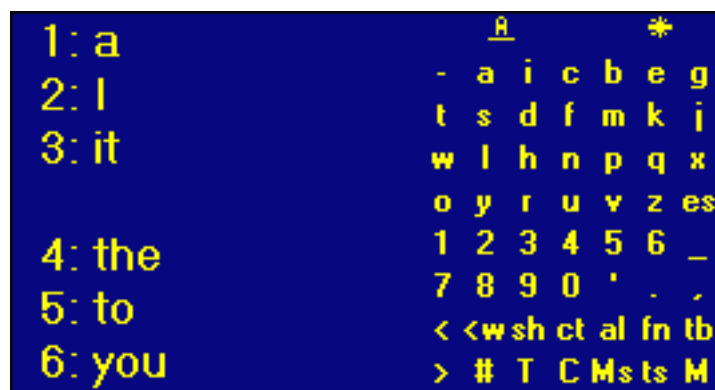 1: a
2: I
3: it
4: the
5: to
6: you
A *
- a i c b e g
t s d f m k j
w l h n p q x
o y r u v z es
1 2 3 4 5 6 _
7 8 9 0 ' . ,
< <w sh ct al fn tb
> # T C Ms ts M